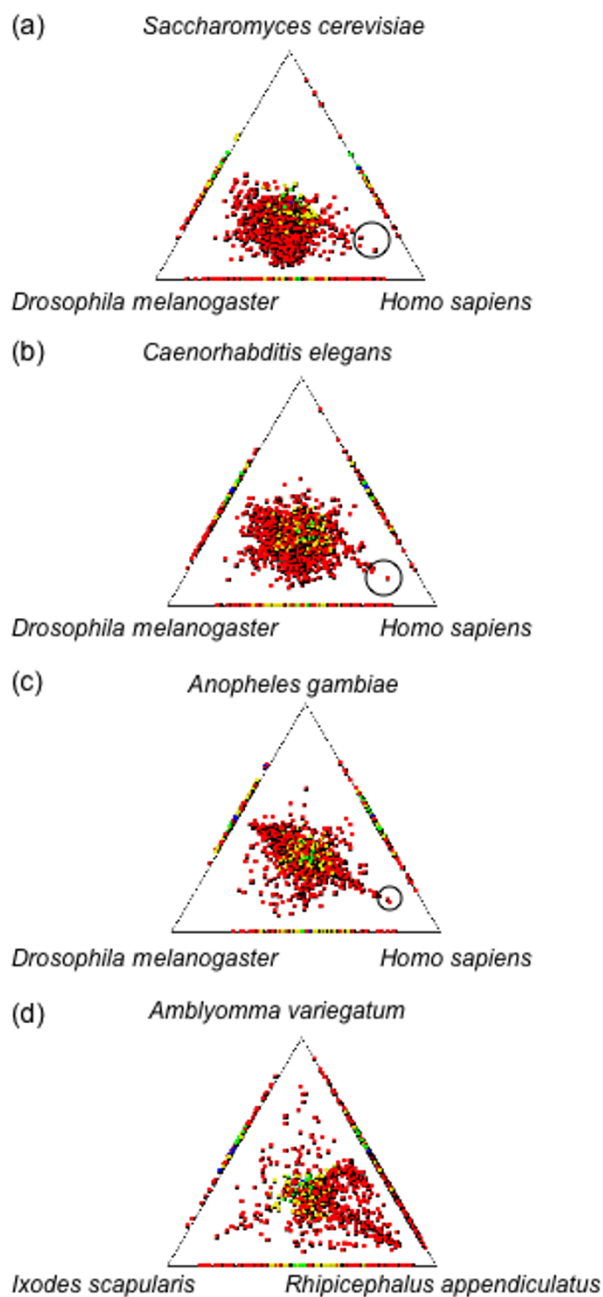 (a) Saccharomyces cerevisiae
Drosophila melanogaster Homo sapiens
(b) Caenorhabditis elegans
Drosophila melanogaster Homo sapiens
(c) Anopheles gambiae
Drosophila melanogaster Homo sapiens
(d) Amblyomma variegatum
Ixodes scapularis Rhipicephalus appendiculatus